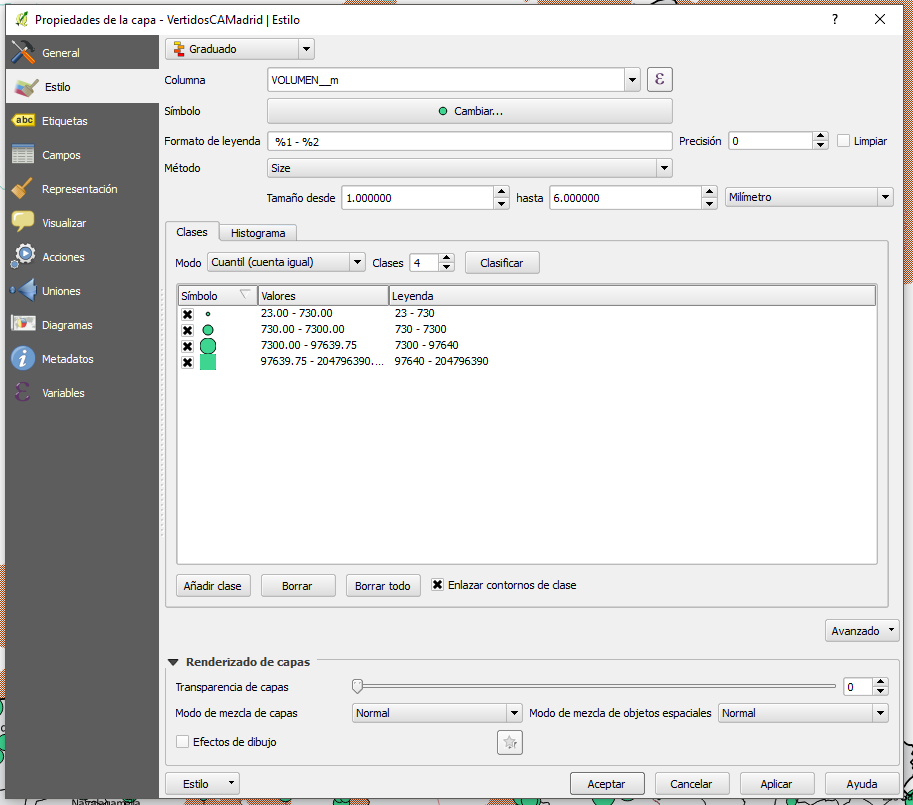 Propiedades de la capa - VertidosCAMadrid | Estilo
?
General
Estilo
abc
Etiquetas
Campos
Representación
Visualizar
Acciones
Uniones
Diagramas
Metadatos
Variables
Graduado
Columna
VOLUMEN__m
ε
Símbolo
Cambiar...
Formato de leyenda
%1 - %2
Precisión
0
Limpiar
Método
Size
Tamaño desde
1.000000
hasta
6.000000
Milímetro
Clases
Histograma
Modo
Cuantil (cuenta igual)
Clases
4
Clasificar
Símbolo
Valores
Leyenda
23.00 - 730.00
23 - 730
730.00 - 7300.00
730 - 7300
7300.00 - 97639.75
7300 - 97640
97639.75 - 204796390....
97640 - 204796390
Añadir clase
Borrar
Borrar todo
Enlazar contornos de clase
Avanzado
Renderizado de capas
Transparencia de capas
0
Modo de mezcla de capas
Normal
Modo de mezcla de objetos espaciales
Normal
Efectos de dibujo
Estilo
Aceptar
Cancelar
Aplicar
Ayuda